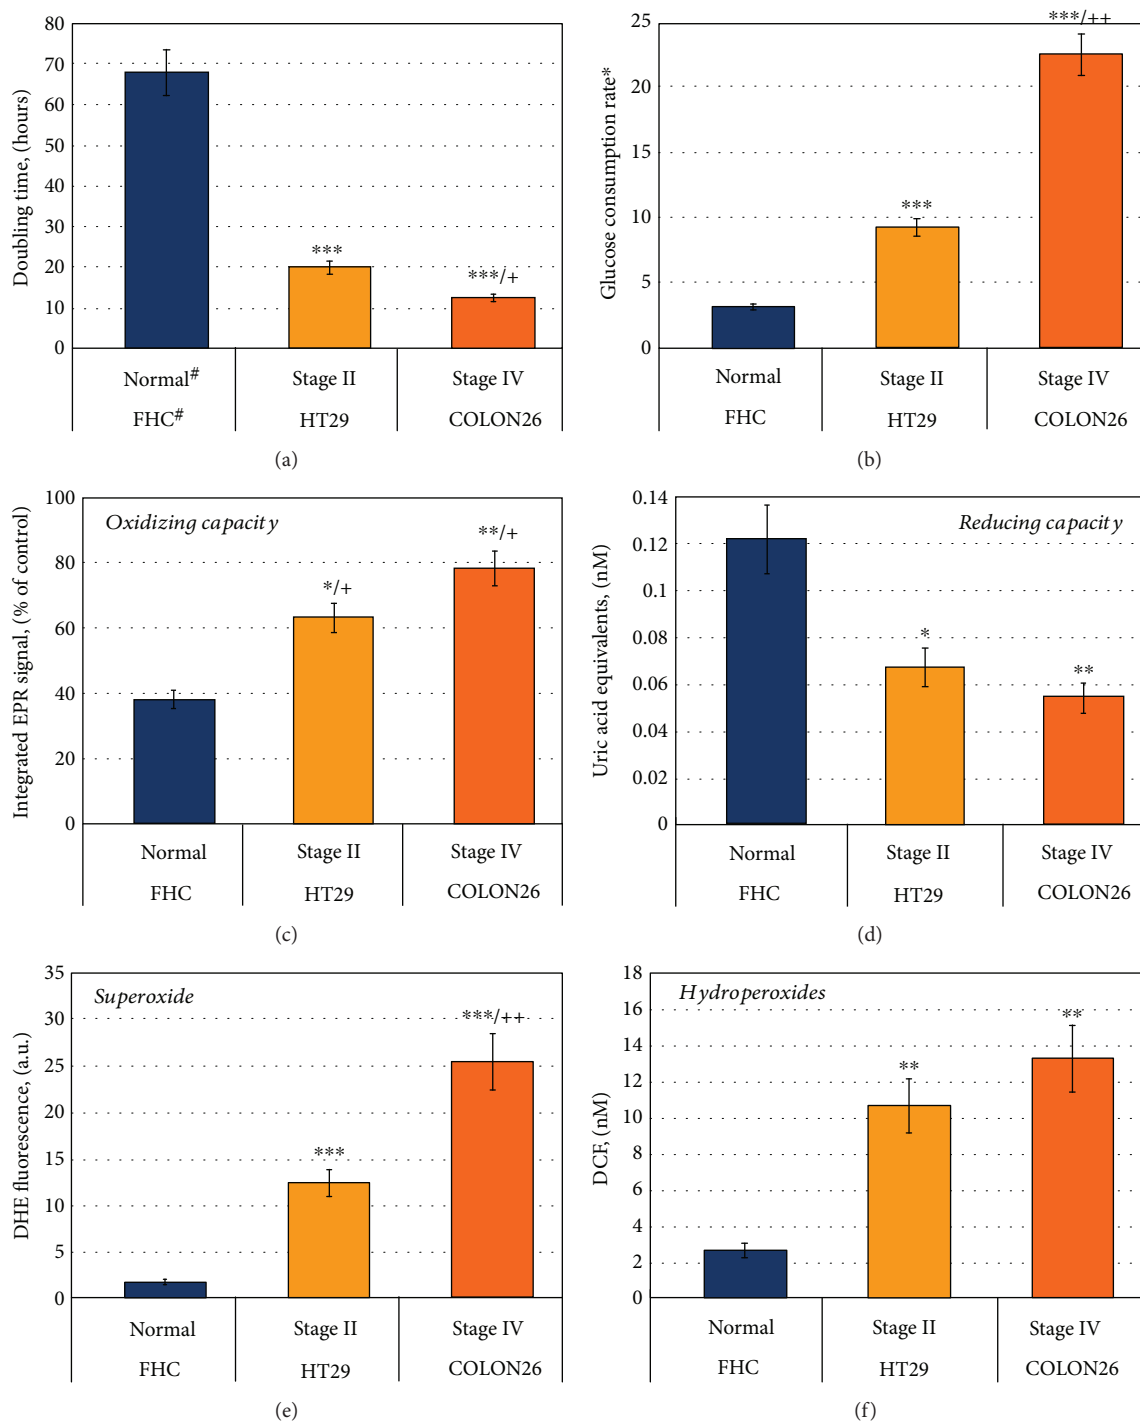 80
70
60
50
40
30
20
10
0
Doubling time, (hours)
***
***/+
Normal# Stage II Stage IV
FHC# HT29 COLON26
(a)
25
20
15
10
5
0
Glucose consumption rate*
***
***/++
Normal Stage II Stage IV
FHC HT29 COLON26
(b)
100
80
60
40
20
0
Integrated EPR signal, (% of control)
Oxidizing capacity
*/+
**/+
Normal Stage II Stage IV
FHC HT29 COLON26
(c)
0.14
0.12
0.1
0.08
0.06
0.04
0.02
0
Uric acid equivalents, (nM)
Reducing capacity
*
**
Normal Stage II Stage IV
FHC HT29 COLON26
(d)
35
30
25
20
15
10
5
0
DHE fluorescence, (a.u.)
Superoxide
***
***/++
Normal Stage II Stage IV
FHC HT29 COLON26
(e)
18
16
14
12
10
8
6
4
2
0
DCF, (nM)
Hydroperoxides
**
**
Normal Stage II Stage IV
FHC HT29 COLON26
(f)